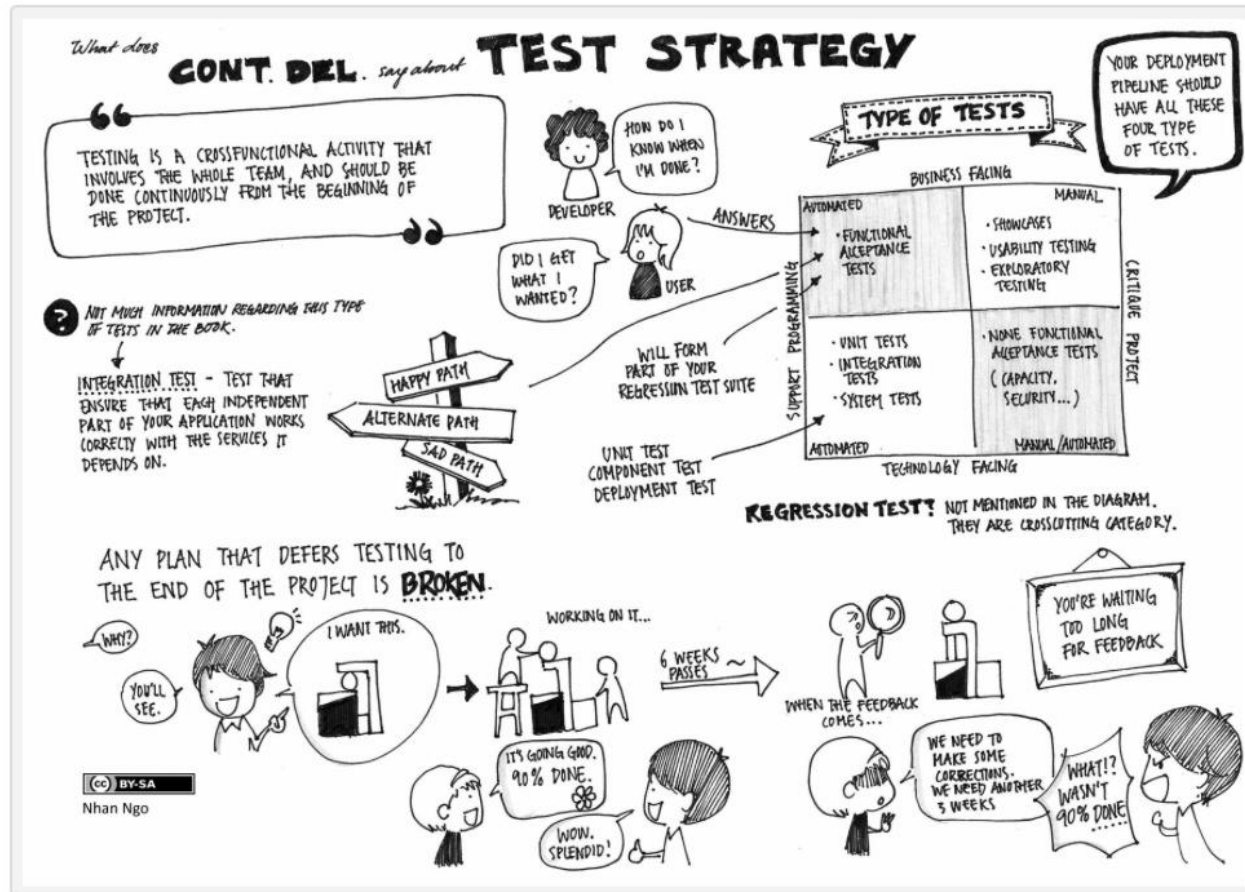 What does
CONT. DEL. say about TEST STRATEGY
“
TESTING IS A CROSSFUNCTIONAL ACTIVITY THAT
INVOLVES THE WHOLE TEAM, AND SHOULD BE
DONE CONTINUOUSLY FROM THE BEGINNING OF
THE PROJECT.
”
HOW DO I
KNOW WHEN
I'M DONE?
DEVELOPER
DID I GET
WHAT I
WANTED?
USER
TYPE OF TESTS
YOUR DEPLOYMENT
PIPELINE SHOULD
HAVE ALL THESE
FOUR TYPE
OF TESTS.
BUSINESS FACING
ANSWERS
AUTOMATED
• FUNCTIONAL
ACCEPTANCE
TESTS
MANUAL
• SHOWCASES
• USABILITY TESTING
• EXPLORATORY
TESTING
SUPPORT PROGRAMMING
CRITIQUE PROJECT
• UNIT TESTS
• INTEGRATION
TESTS
• SYSTEM TESTS
AUTOMATED
• NONE FUNCTIONAL
ACCEPTANCE TESTS
(CAPACITY,
SECURITY...)
MANUAL/AUTOMATED
TECHNOLOGY FACING
? NOT MUCH INFORMATION REGARDING THIS TYPE
OF TESTS IN THE BOOK.
INTEGRATION TEST - TEST THAT
ENSURE THAT EACH INDEPENDENT
PART OF YOUR APPLICATION WORKS
CORRECTLY WITH THE SERVICES IT
DEPENDS ON.
HAPPY PATH
ALTERNATE PATH
SAD PATH
WILL FORM
PART OF YOUR
REGRESSION TEST SUITE
UNIT TEST
COMPONENT TEST
DEPLOYMENT TEST
REGRESSION TEST? NOT MENTIONED IN THE DIAGRAM.
THEY ARE CROSSCUTTING CATEGORY.
ANY PLAN THAT DEFERS TESTING TO
THE END OF THE PROJECT IS BROKEN.
WHY?
YOU'LL
SEE.
I WANT THIS.
WORKING ON IT...
6 WEEKS
PASSES ~
WHEN THE FEEDBACK
COMES...
YOU'RE WAITING
TOO LONG
FOR FEEDBACK
IT'S GOING GOOD.
90% DONE.
WOW.
SPLENDID!
WE NEED TO
MAKE SOME
CORRECTIONS.
WE NEED ANOTHER
3 WEEKS
WHAT!?
WASN'T
90% DONE
cc BY-SA
Nhan Ngo